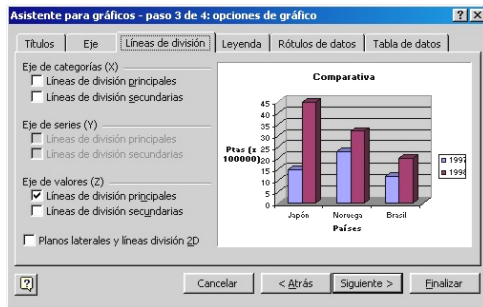 Asistente para gráficos - paso 3 de 4: opciones de gráfico
Títulos
Eje
Líneas de división
Leyenda
Rótulos de datos
Tabla de datos
Eje de categorías (X)
Líneas de división principales
Líneas de división secundarias
Eje de series (Y)
Líneas de división principales
Líneas de división secundarias
Eje de valores (Z)
Líneas de división principales
Líneas de división secundarias
Planos laterales y líneas división 2D
Comparativa
45
40
35
30
25
20
15
10
5
0
Ptas (x
100000)
Japón
Noruega
Brasil
Países
1997
1998
Cancelar
< Atrás
Siguiente >
Finalizar